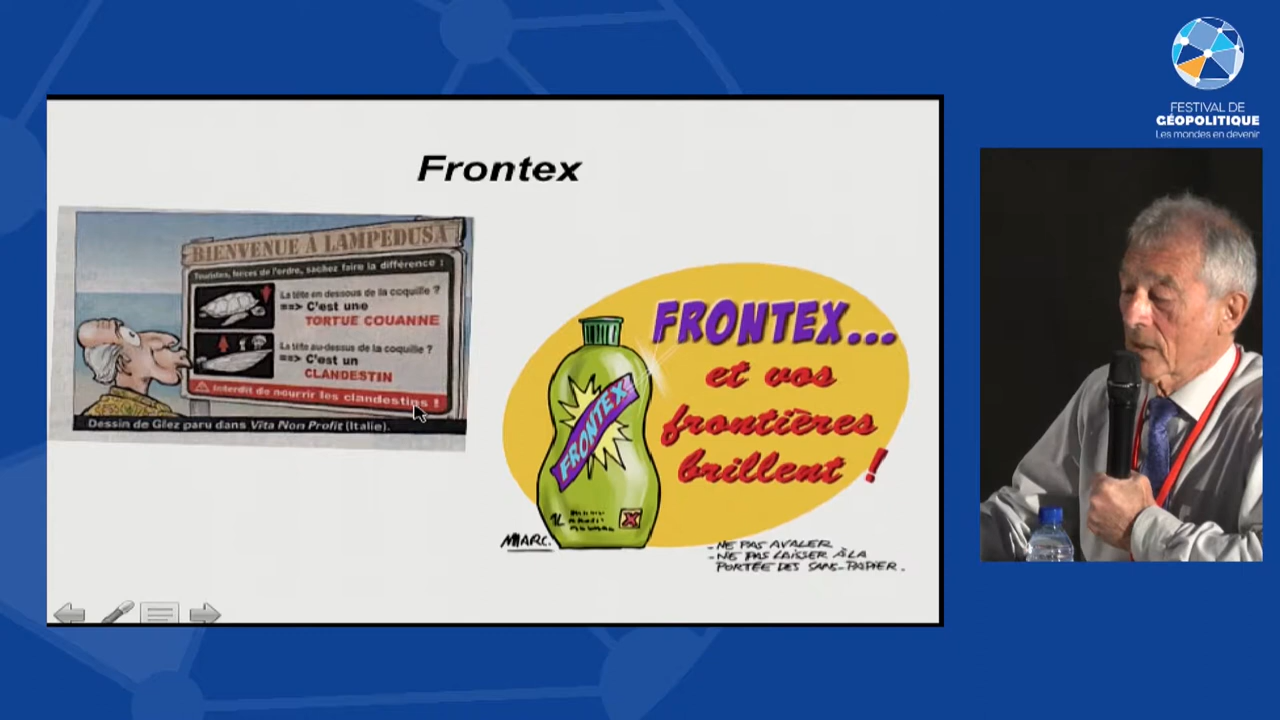 FESTIVAL DE
GÉOPOLITIQUE
Les mondes en devenir
Frontex
BIENVENUE À LAMPEDUSA
Touristes, forces de l'ordre, sachez faire la différence :
La tête en dessous de la coquille ?
==> C'est une
TORTUE COUANNE
La tête au-dessus de la coquille ?
==> C'est un
CLANDESTIN
Interdit de nourrir les clandestins !
Dessin de Glez paru dans Vita Non Profit (Italie).
FRONTEX...
et vos
frontières
brillent !
FRONTEX
1L
X
MARC.
- NE PAS AVALER
- NE PAS LAISSER À LA
PORTÉE DES SANS-PAPIER.